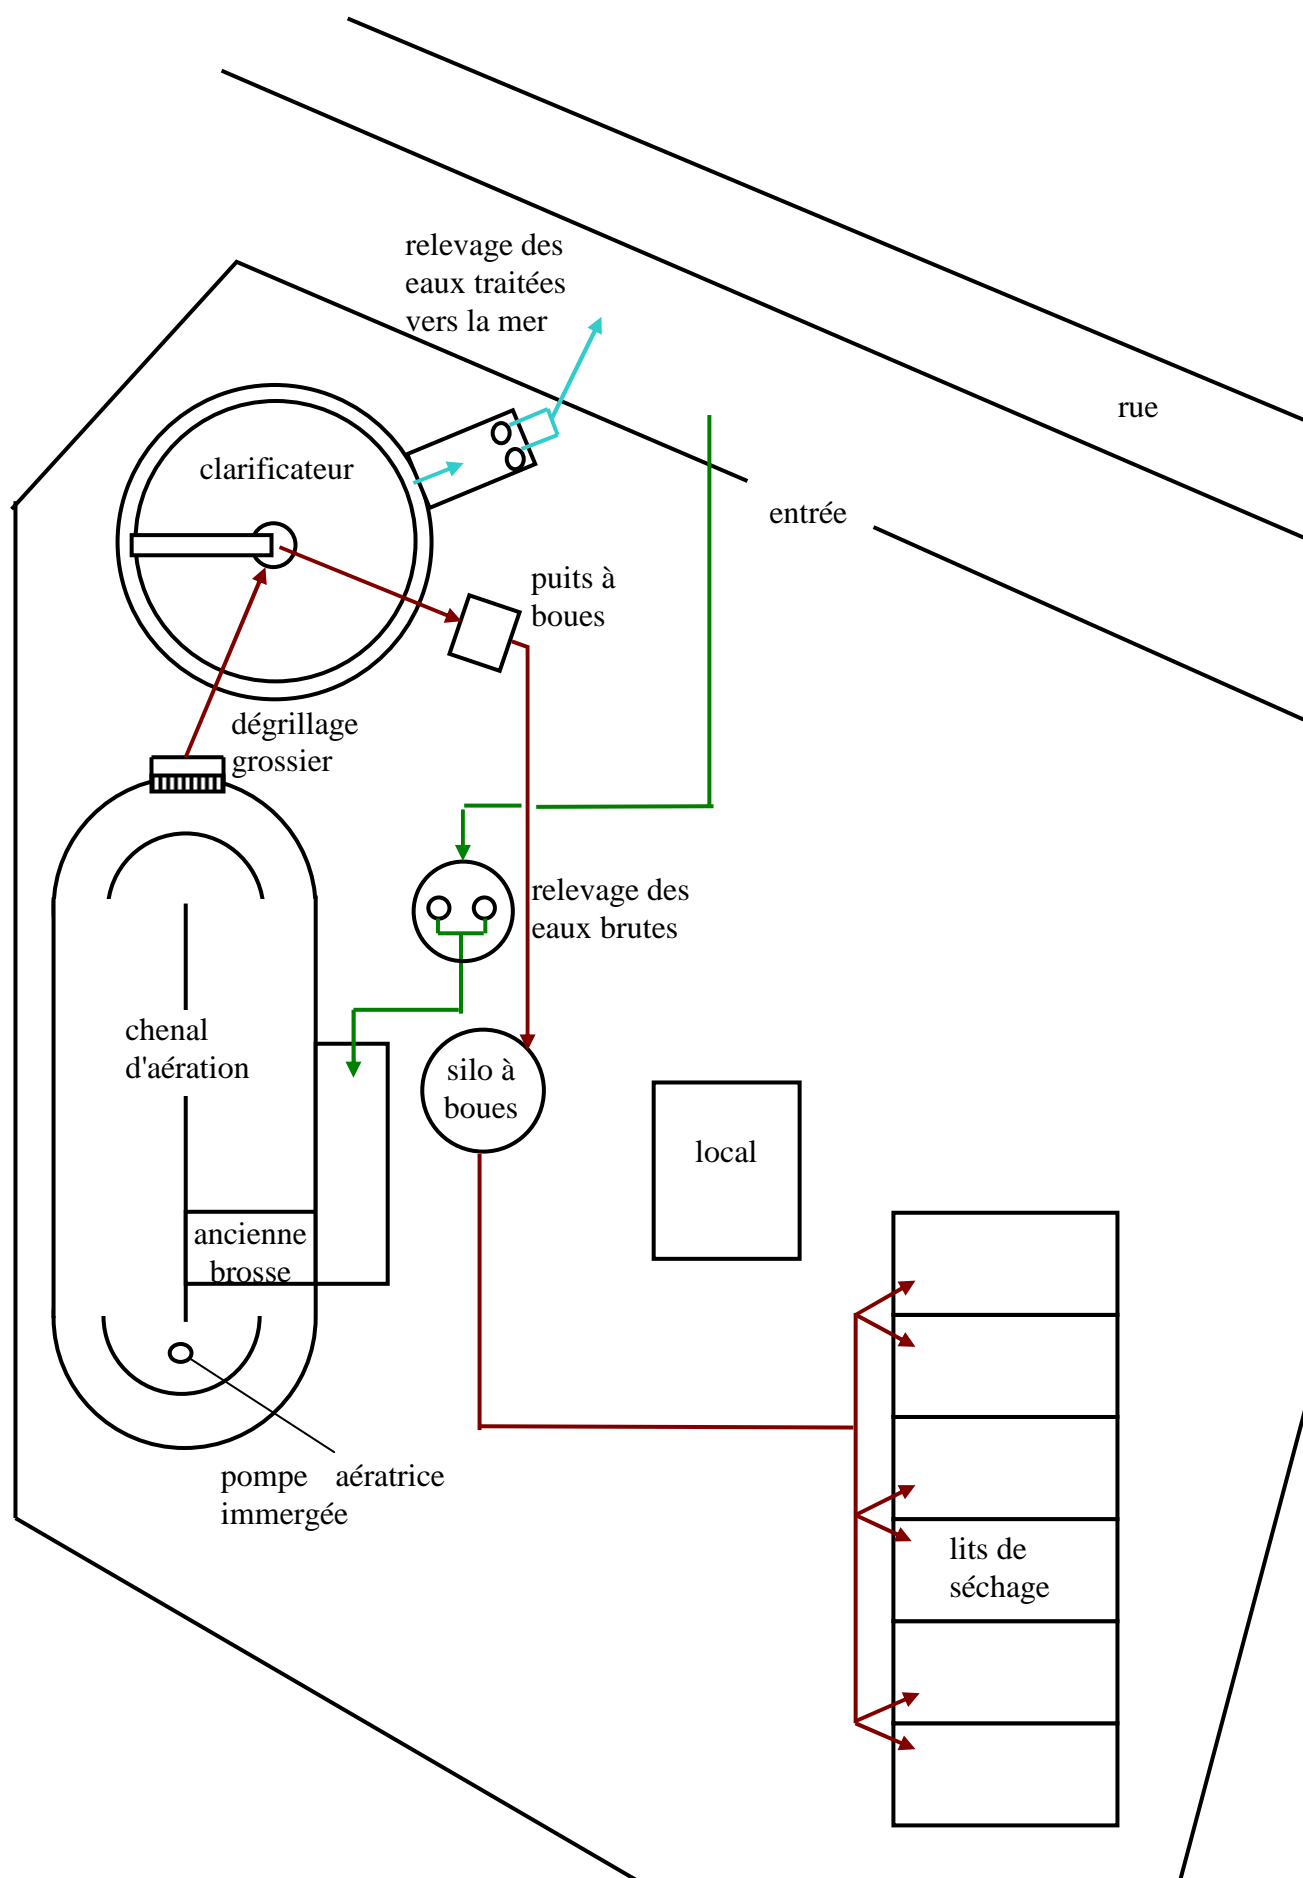 relevage des
eaux traitées
vers la mer
rue
clarificateur
entrée
puits à
boues
dégrillage
grossier
relevage des
eaux brutes
chenal
d'aération
silo à
boues
local
ancienne
brosse
pompe aératrice
immergée
lits de
séchage